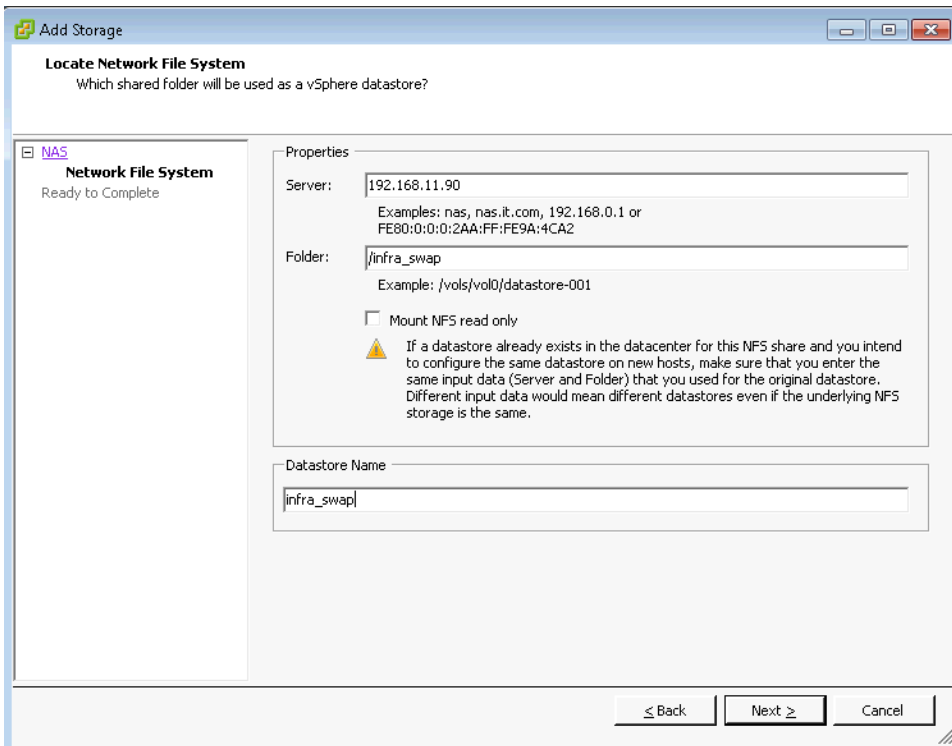 Add Storage
Locate Network File System
Which shared folder will be used as a vSphere datastore?
NAS
Network File System
Ready to Complete
Properties
Server:
192.168.11.90
Examples: nas, nas.it.com, 192.168.0.1 or
FE80:0:0:0:2AA:FF:FE9A:4CA2
Folder:
/infra_swap
Example: /vols/vol0/datastore-001
Mount NFS read only
If a datastore already exists in the datacenter for this NFS share and you intend
to configure the same datastore on new hosts, make sure that you enter the
same input data (Server and Folder) that you used for the original datastore.
Different input data would mean different datastores even if the underlying NFS
storage is the same.
Datastore Name
infra_swap
< Back
Next >
Cancel